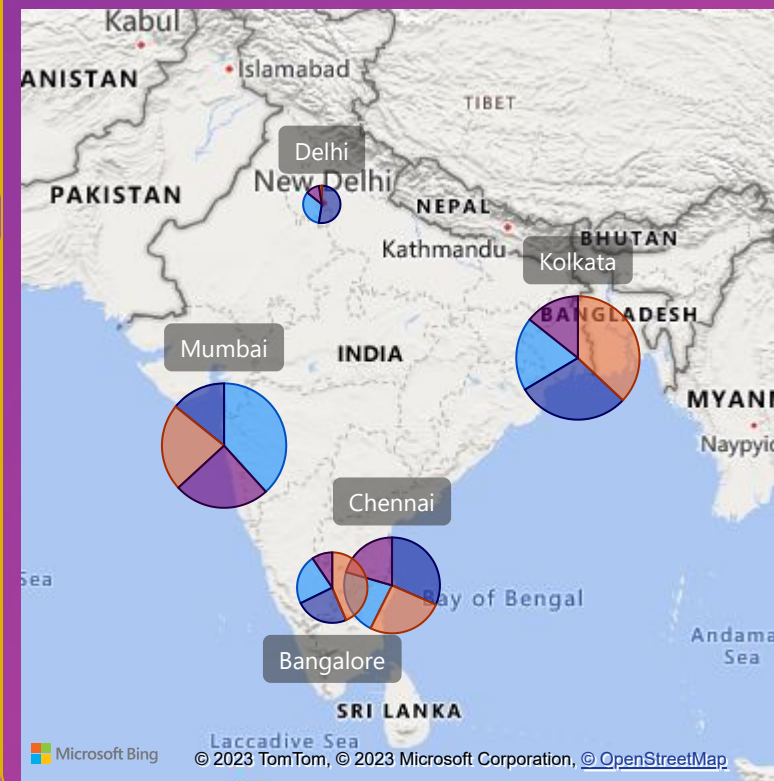 Kabul
Islamabad
ANISTAN
TIBET
Delhi
New Delhi
PAKISTAN
NEPAL
BHUTAN
Kathmandu
Kolkata
BANGLADESH
Mumbai
INDIA
MYANM
Naypyid
Chennai
Sea
Bay of Bengal
Andama
Sea
Bangalore
SRI LANKA
Laccadive Sea
Microsoft Bing
© 2023 TomTom, © 2023 Microsoft Corporation, © OpenStreetMap